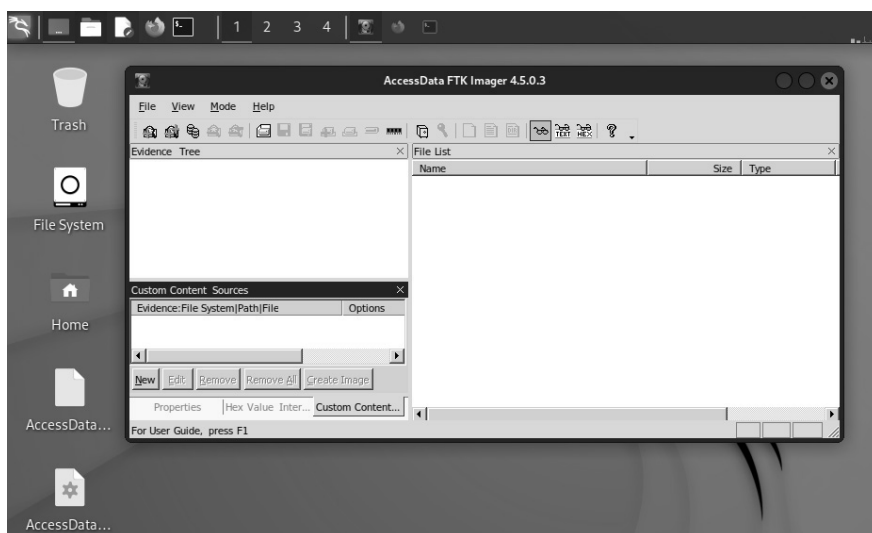 1 2 3 4
AccessData FTK Imager 4.5.0.3
File View Mode Help
Evidence Tree
File List
Name Size Type
Custom Content Sources
Evidence:File System|Path|File Options
New Edit Remove Remove All Create Image
Properties Hex Value Inter... Custom Content...
For User Guide, press F1
Trash
File System
Home
AccessData...
AccessData...